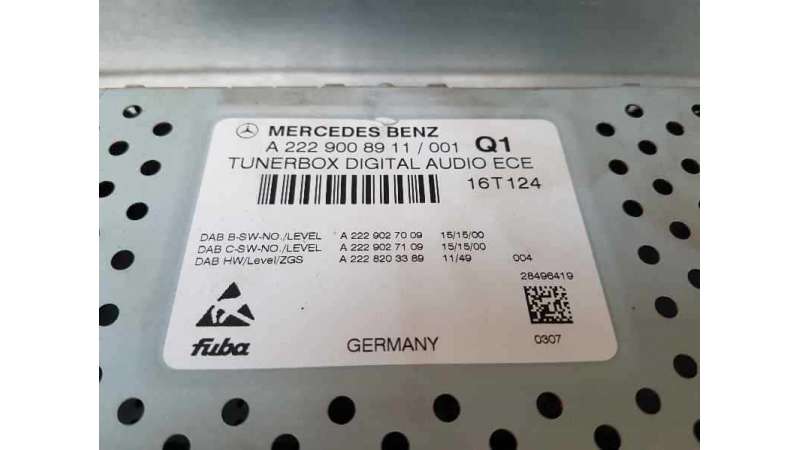 MERCEDES BENZ
A 222 900 89 11 / 001 Q1
TUNERBOX DIGITAL AUDIO ECE
16T124
DAB B-SW-NO./LEVEL A 222 902 70 09 15/15/00
DAB C-SW-NO./LEVEL A 222 902 71 09 15/15/00
DAB HW/Level/ZGS A 222 820 33 89 11/49 004
28496419
fuba GERMANY 0307